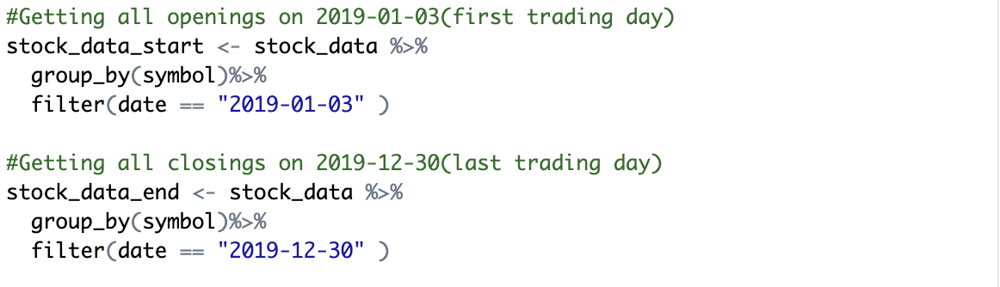 #Getting all openings on 2019-01-03(first trading day)
stock_data_start <- stock_data %>%
  group_by(symbol)%>%
  filter(date == "2019-01-03" )

#Getting all closings on 2019-12-30(last trading day)
stock_data_end <- stock_data %>%
  group_by(symbol)%>%
  filter(date == "2019-12-30" )